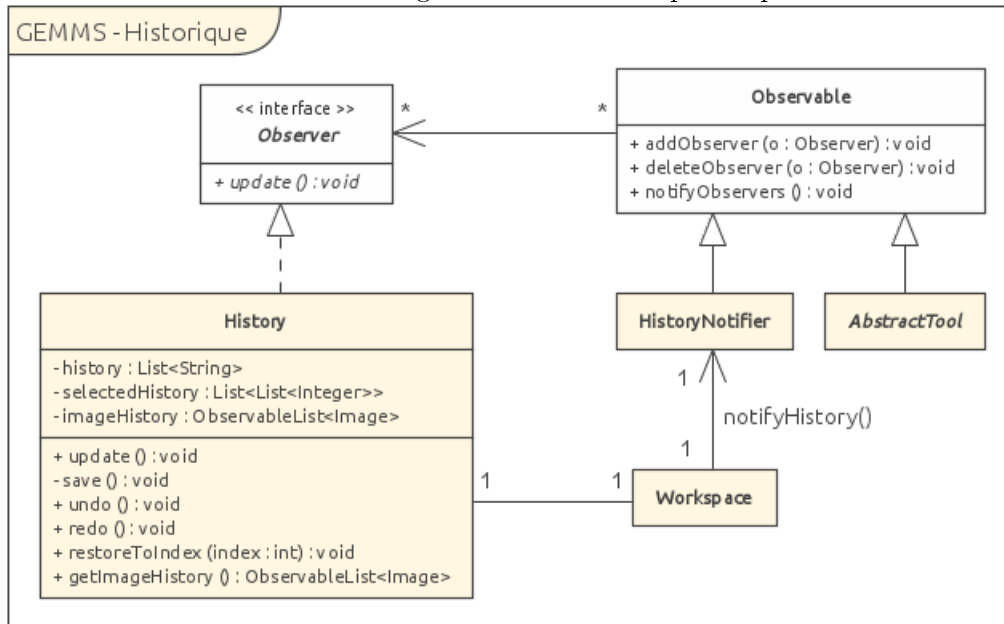 GEMMS - Historique
<< interface >>
Observer
+ update () : void
*
*
Observable
+ addObserver (o : Observer) : void
+ deleteObserver (o : Observer) : void
+ notifyObservers () : void
History
- history : List<String>
- selectedHistory : List<List<Integer>>
- imageHistory : ObservableList<Image>
+ update () : void
- save () : void
+ undo () : void
+ redo () : void
+ restoreToIndex (index : int) : void
+ getImageHistory () : ObservableList<Image>
HistoryNotifier
AbstractTool
1
notifyHistory()
1
1
1
Workspace